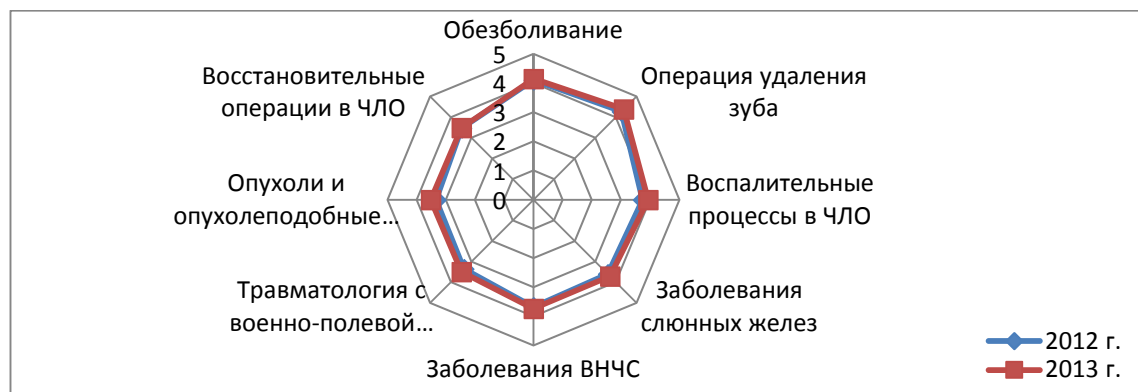 Обезболивание
5
4
3
2
1
0
Операция удаления
зуба
Воспалительные
процессы в ЧЛО
Заболевания
слюнных желез
Заболевания ВНЧС
Травматология с
военно-полевой…
Опухоли и
опухолеподобные…
Восстановительные
операции в ЧЛО
2012 г.
2013 г.